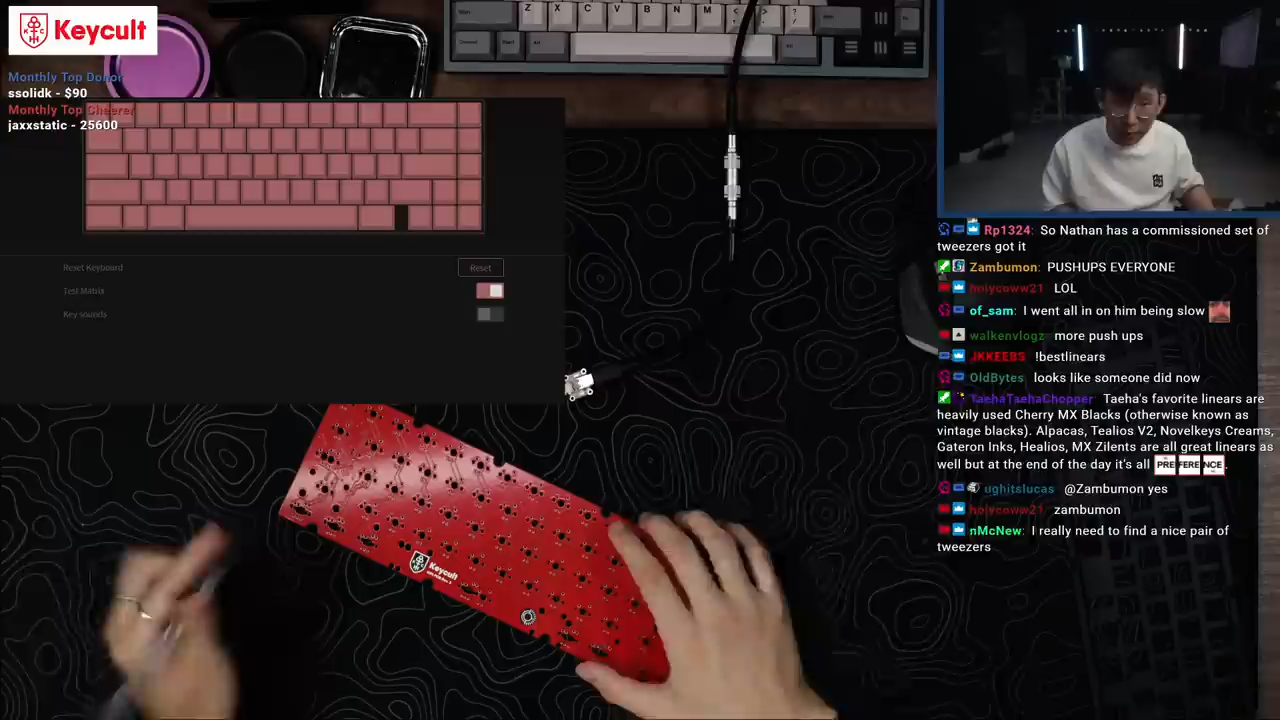 Keycult
Monthly Top Donor
ssolidk - $90
Monthly Top Cheerer
jaxxstatic - 25600
Z X C V B N M
Reset Keyboard
Reset
Test Matrix
Key sounds
Keycult
Rp1324: So Nathan has a commissioned set of
tweezers got it
Zambumon: PUSHUPS EVERYONE
holycoww21 LOL
of_sam: I went all in on him being slow
walkenvlogz more push ups
JKKEEBS !bestlinears
OldBytes looks like someone did now
TaehaTaehaChopper Taeha's favorite linears are
heavily used Cherry MX Blacks (otherwise known as
vintage blacks). Alpacas, Tealios V2, Novelkeys Creams,
Gateron Inks, Healios, MX Zilents are all great linears as
well but at the end of the day it's all PRE FERE NCE
ughitslucas @Zambumon yes
holycoww21 zambumon
nMcNew: I really need to find a nice pair of
tweezers